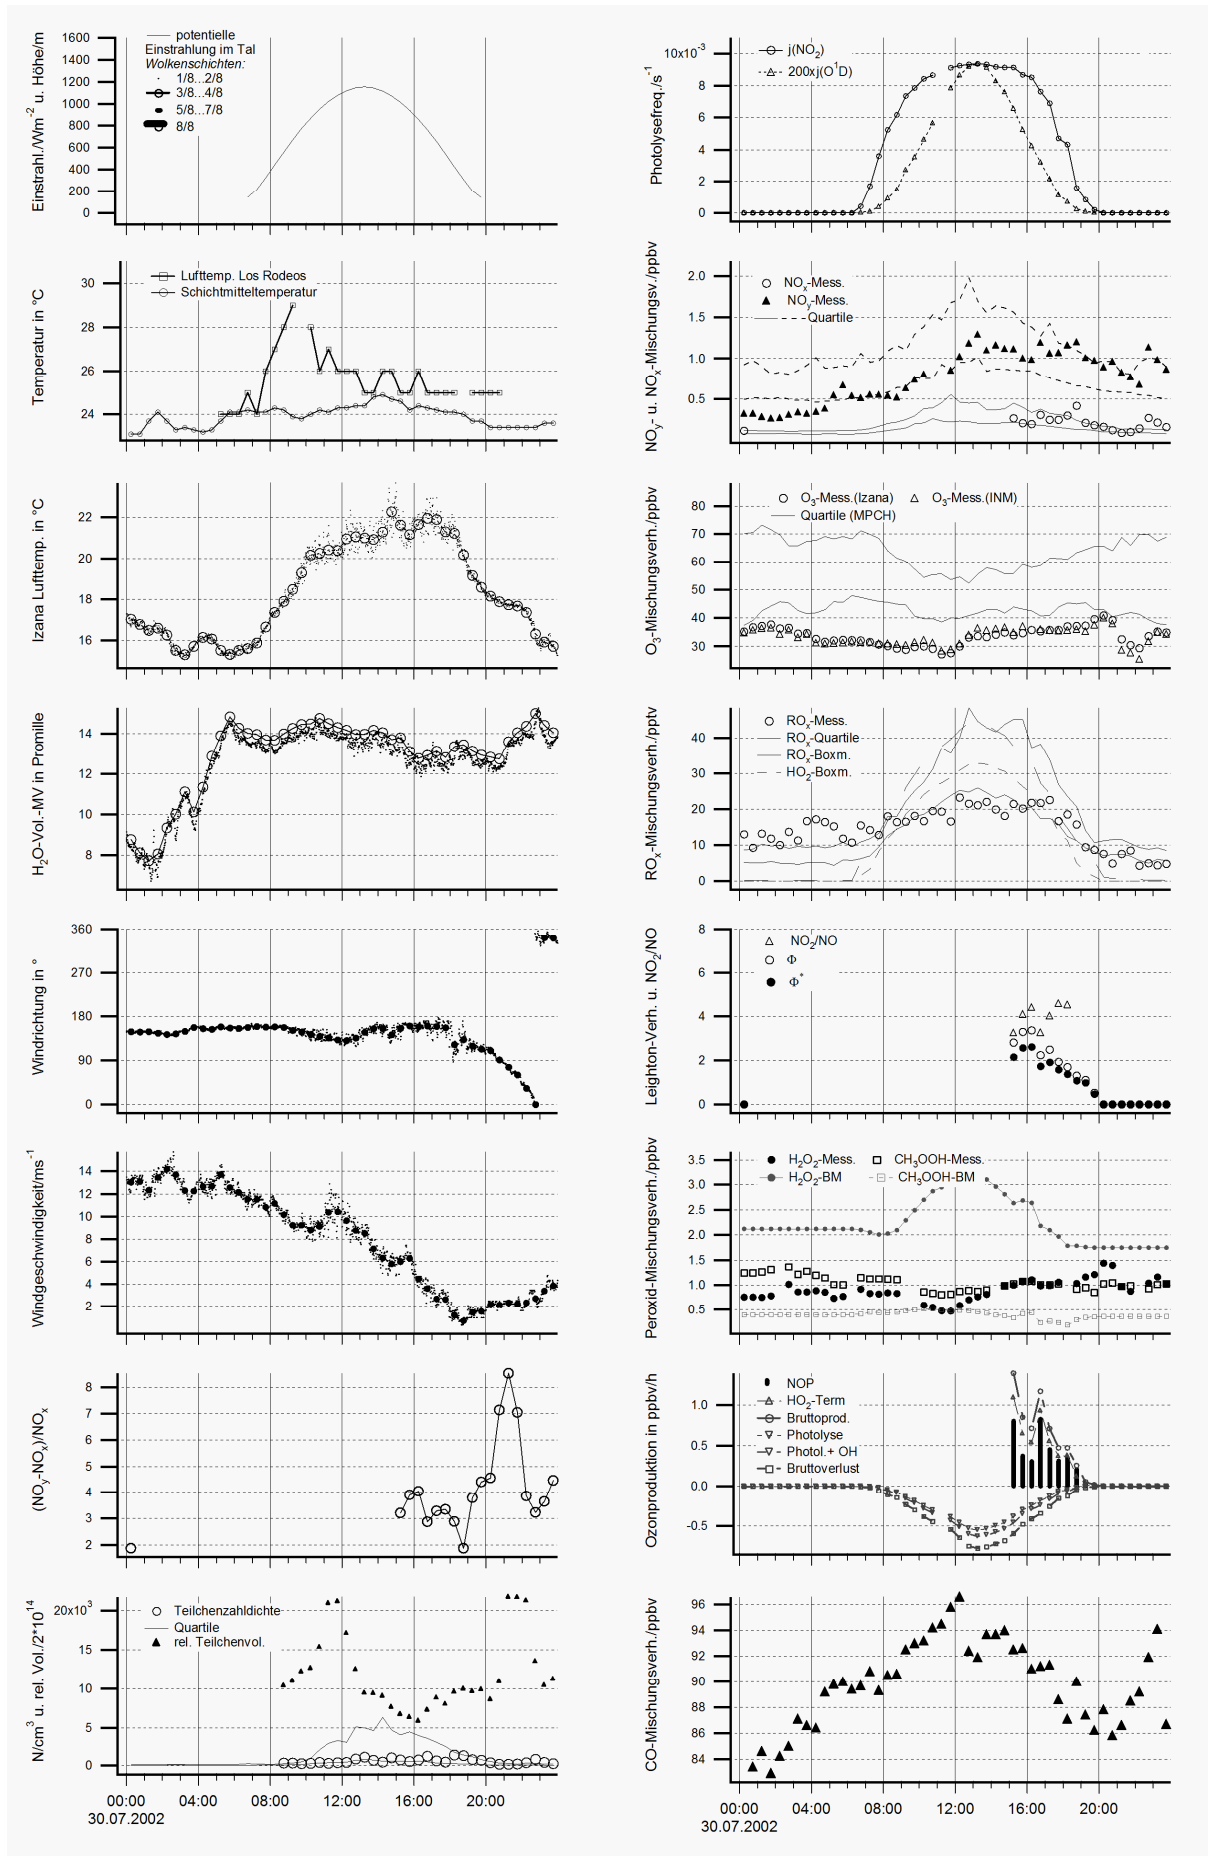 Einstrahl./Wm⁻² u. Höhe/m
1600
1400
1200
1000
800
600
400
200
0
potentielle
Einstrahlung im Tal
Wolkenschichten:
1/8...2/8
3/8...4/8
5/8...7/8
8/8
Photolysefreq./s⁻¹
10x10⁻³
8
6
4
2
0
j(NO₂)
200xj(O¹D)
Temperatur in °C
30
28
26
24
Lufttemp. Los Rodeos
Schichtmitteltemperatur
NOy- u. NOx-Mischungsv./ppbv
2.0
1.5
1.0
0.5
NOx-Mess.
NOy-Mess.
Quartile
Izana Lufttemp. in °C
22
20
18
16
O₃-Mischungsverh./ppbv
80
70
60
50
40
30
O₃-Mess.(Izana)
O₃-Mess.(INM)
Quartile (MPCH)
H₂O-Vol.-MV in Promille
14
12
10
8
ROx-Mischungsverh./pptv
40
30
20
10
0
ROx-Mess.
ROx-Quartile
ROx-Boxm.
HO₂-Boxm.
Windrichtung in °
360
270
180
90
0
Leighton-Verh. u. NO₂/NO
8
6
4
2
0
NO₂/NO
Φ
Φ*
Windgeschwindigkeit/ms⁻¹
14
12
10
8
6
4
2
Peroxid-Mischungsverh./ppbv
3.5
3.0
2.5
2.0
1.5
1.0
0.5
H₂O₂-Mess.
CH₃OOH-Mess.
H₂O₂-BM
CH₃OOH-BM
(NOy-NOx)/NOx
8
7
6
5
4
3
2
Ozonproduktion in ppbv/h
1.0
0.5
0.0
-0.5
NOP
HO₂-Term
Bruttoprod.
Photolyse
Photol.+ OH
Bruttoverlust
N/cm³ u. rel. Vol./2*10¹⁴
20x10³
15
10
5
0
Teilchenzahldichte
Quartile
rel. Teilchenvol.
00:00 04:00 08:00 12:00 16:00 20:00
30.07.2002
CO-Mischungsverh./ppbv
96
94
92
90
88
86
84
00:00 04:00 08:00 12:00 16:00 20:00
30.07.2002